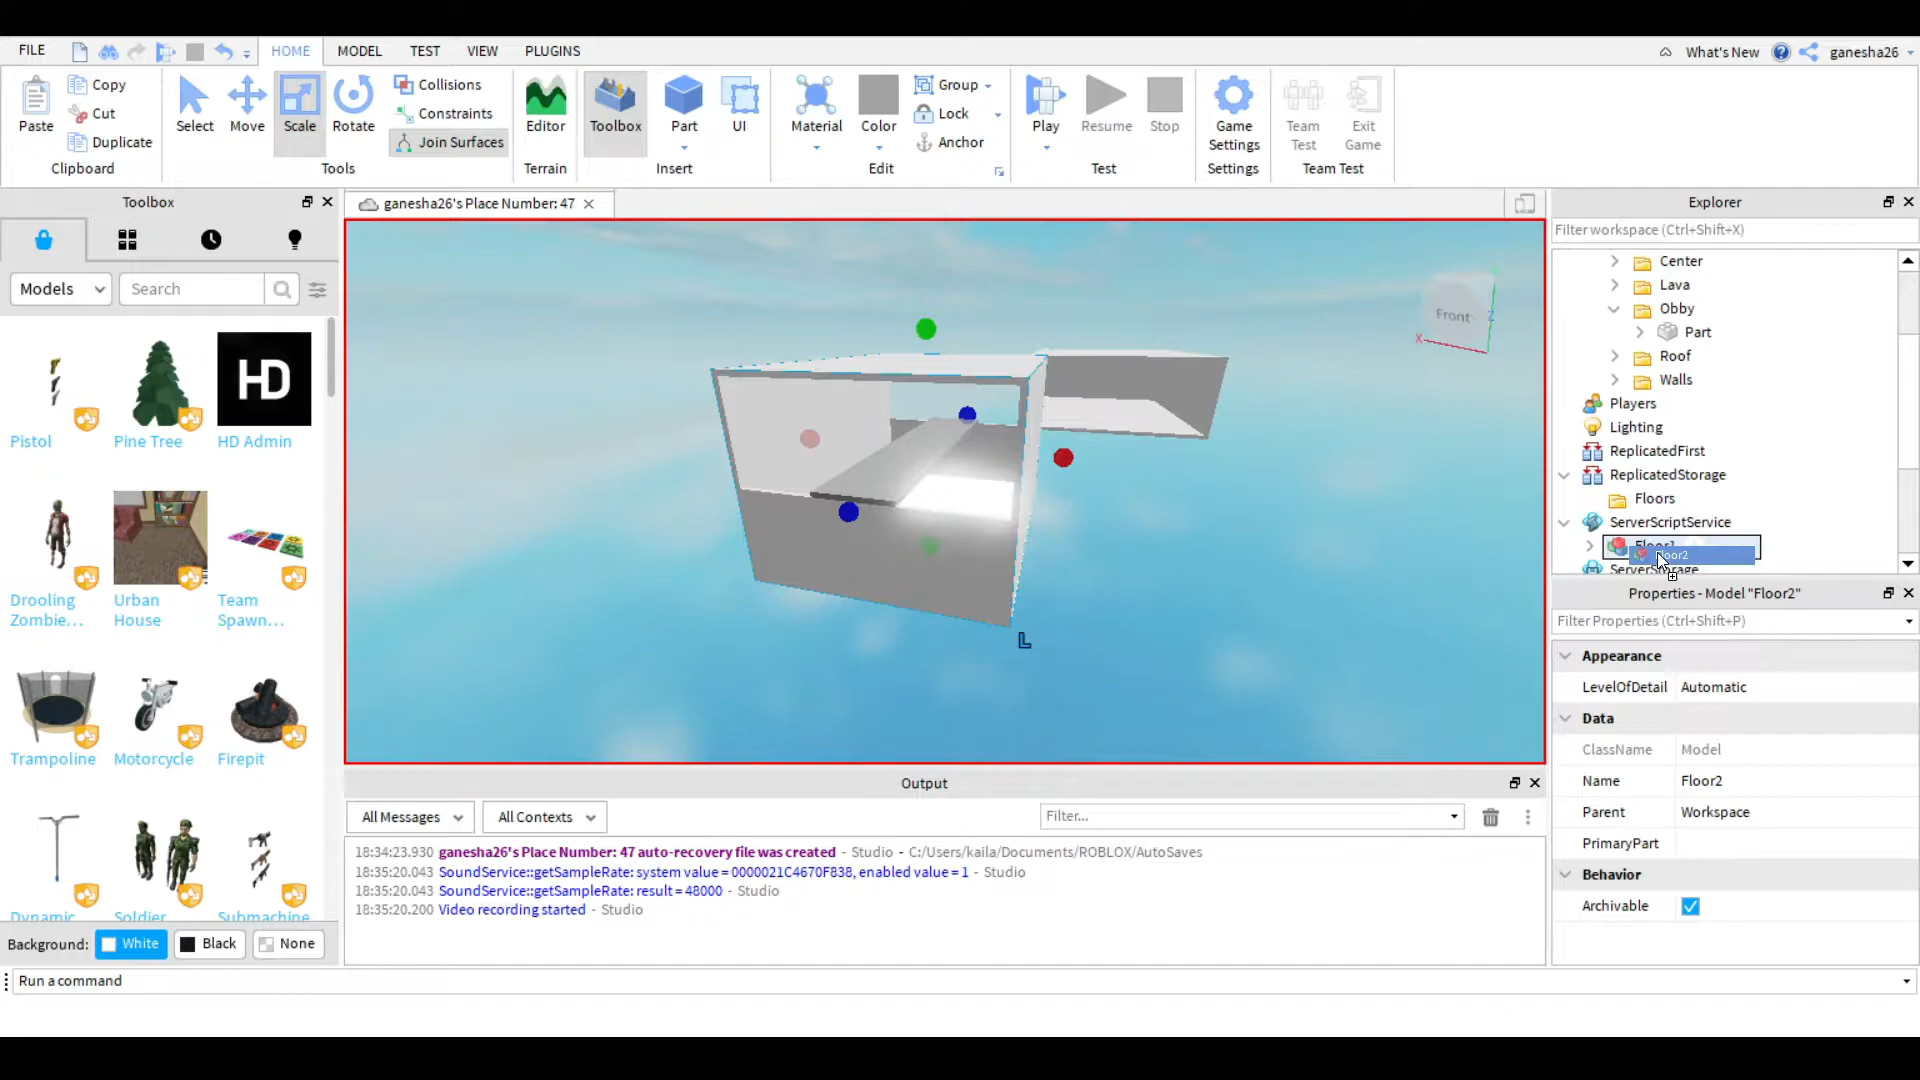 FILE
HOME
MODEL
TEST
VIEW
PLUGINS
What's New
ganesha26
Paste
Copy
Cut
Duplicate
Clipboard
Select
Move
Scale
Rotate
Collisions
Constraints
Join Surfaces
Tools
Editor
Terrain
Toolbox
Part
UI
Insert
Material
Color
Group
Lock
Anchor
Edit
Play
Resume
Stop
Test
Game
Settings
Settings
Team
Test
Exit
Game
Team Test
Toolbox
Models
Search
Pistol
Pine Tree
HD
HD Admin
Drooling
Zombie...
Urban
House
Team
Spawn...
Trampoline
Motorcycle
Firepit
Dynamic
Soldier
Submachine
Background:
White
Black
None
ganesha26's Place Number: 47
Front
X
Z
L
Output
All Messages
All Contexts
Filter...
18:34:23.930 ganesha26's Place Number: 47 auto-recovery file was created - Studio - C:/Users/kaila/Documents/ROBLOX/AutoSaves
18:35:20.043 SoundService::getSampleRate: system value = 0000021C4670F838, enabled value = 1 - Studio
18:35:20.043 SoundService::getSampleRate: result = 48000 - Studio
18:35:20.200 Video recording started - Studio
Explorer
Filter workspace (Ctrl+Shift+X)
Center
Lava
Obby
Part
Roof
Walls
Players
Lighting
ReplicatedFirst
ReplicatedStorage
Floors
ServerScriptService
Floor1
Floor2
ServerStorage
Properties - Model "Floor2"
Filter Properties (Ctrl+Shift+P)
Appearance
LevelOfDetail Automatic
Data
ClassName Model
Name Floor2
Parent Workspace
PrimaryPart
Behavior
Archivable
Run a command